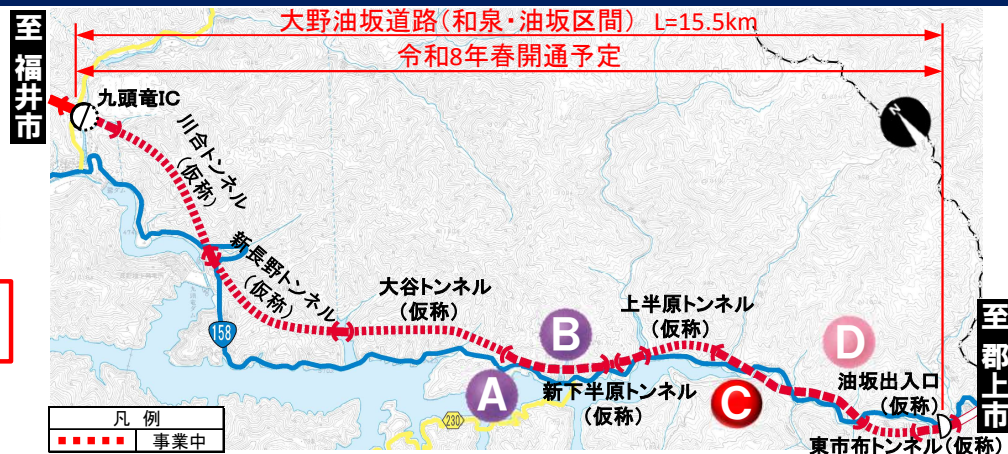 大野油坂道路(和泉・油坂区間) L=15.5km
令和8年春開通予定
至 福井市
九頭竜IC
川合トンネル
(仮称)
新長野トンネル
(仮称)
大谷トンネル
(仮称)
上半原トンネル
(仮称)
N
158
A
B
C
D
新下半原トンネル
(仮称)
230
油坂出入口
(仮称)
東市布トンネル(仮称)
至 郡上市
凡 例
事業中